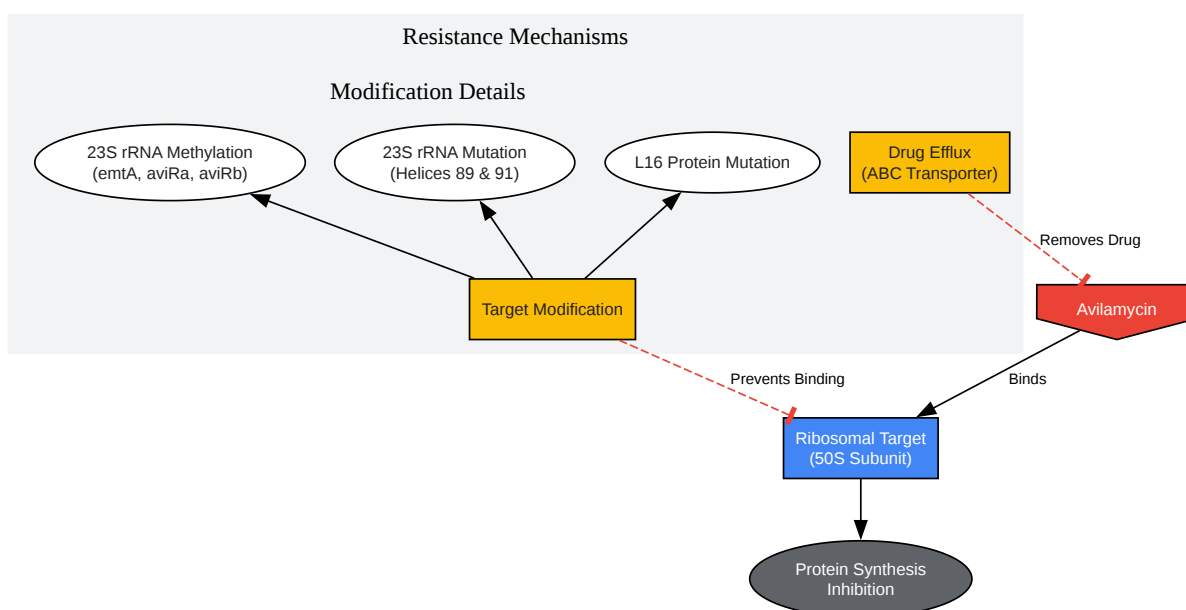 Resistance Mechanisms
Modification Details
23S rRNA Methylation
(emtA, aviRa, aviRb)
23S rRNA Mutation
(Helices 89 & 91)
L16 Protein Mutation
Drug Efflux
(ABC Transporter)
Removes Drug
Target Modification
Avilamycin
Prevents Binding
Binds
Ribosomal Target
(50S Subunit)
Protein Synthesis
Inhibition